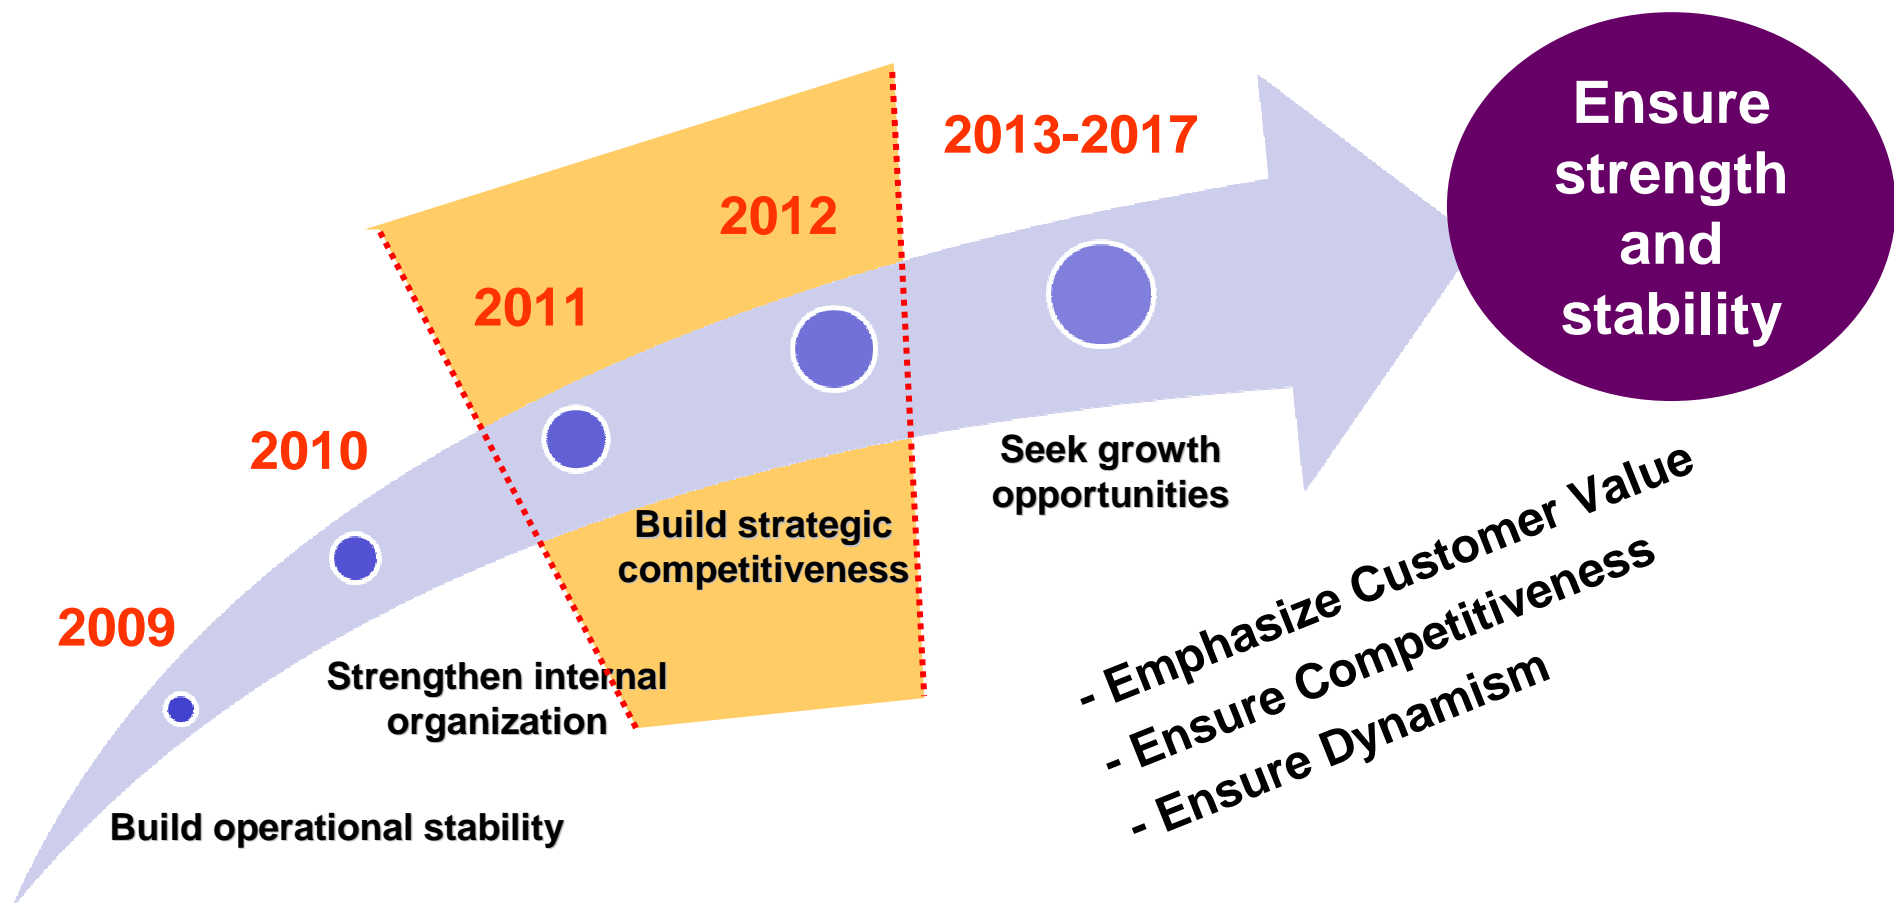 Ensure
strength
and
stability
2013-2017
2012
2011
2010
2009
Seek growth
opportunities
Build strategic
competitiveness
Strengthen internal
organization
Build operational stability
- Emphasize Customer Value
- Ensure Competitiveness
- Ensure Dynamism